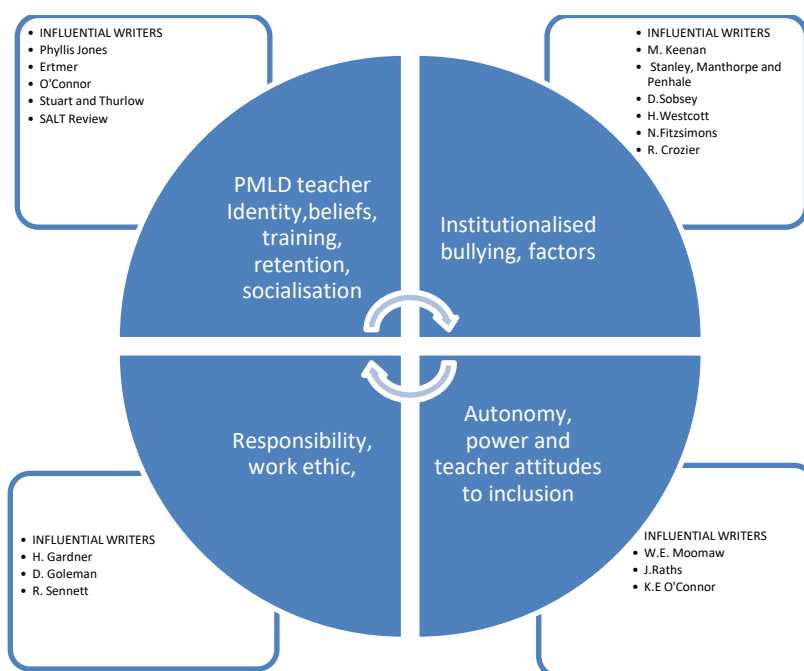 • INFLUENTIAL WRITERS
• Phyllis Jones
• Ertmer
• O'Connor
• Stuart and Thurlow
• SALT Review
• INFLUENTIAL WRITERS
• M. Keenan
• Stanley, Manthorpe and
Penhale
• D.Sobsey
• H.Westcott
• N.Fitzsimons
• R. Crozier
PMLD teacher
Identity,beliefs,
training,
retention,
socialisation
Institutionalised
bullying, factors
Responsibility,
work ethic,
Autonomy,
power and
teacher attitudes
to inclusion
• INFLUENTIAL WRITERS
• H. Gardner
• D. Goleman
• R. Sennett
INFLUENTIAL WRITERS
• W.E. Moomaw
• J.Raths
• K.E O'Connor